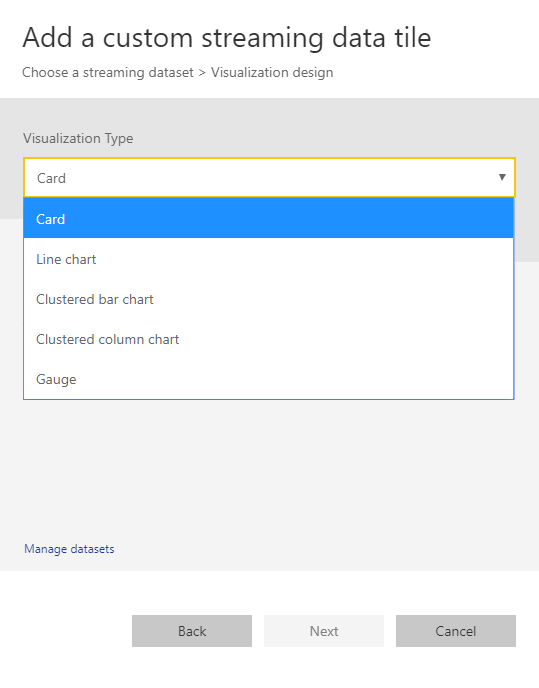 Add a custom streaming data tile
Choose a streaming dataset > Visualization design
Visualization Type
Card
Card
Line chart
Clustered bar chart
Clustered column chart
Gauge
Manage datasets
Back Next Cancel